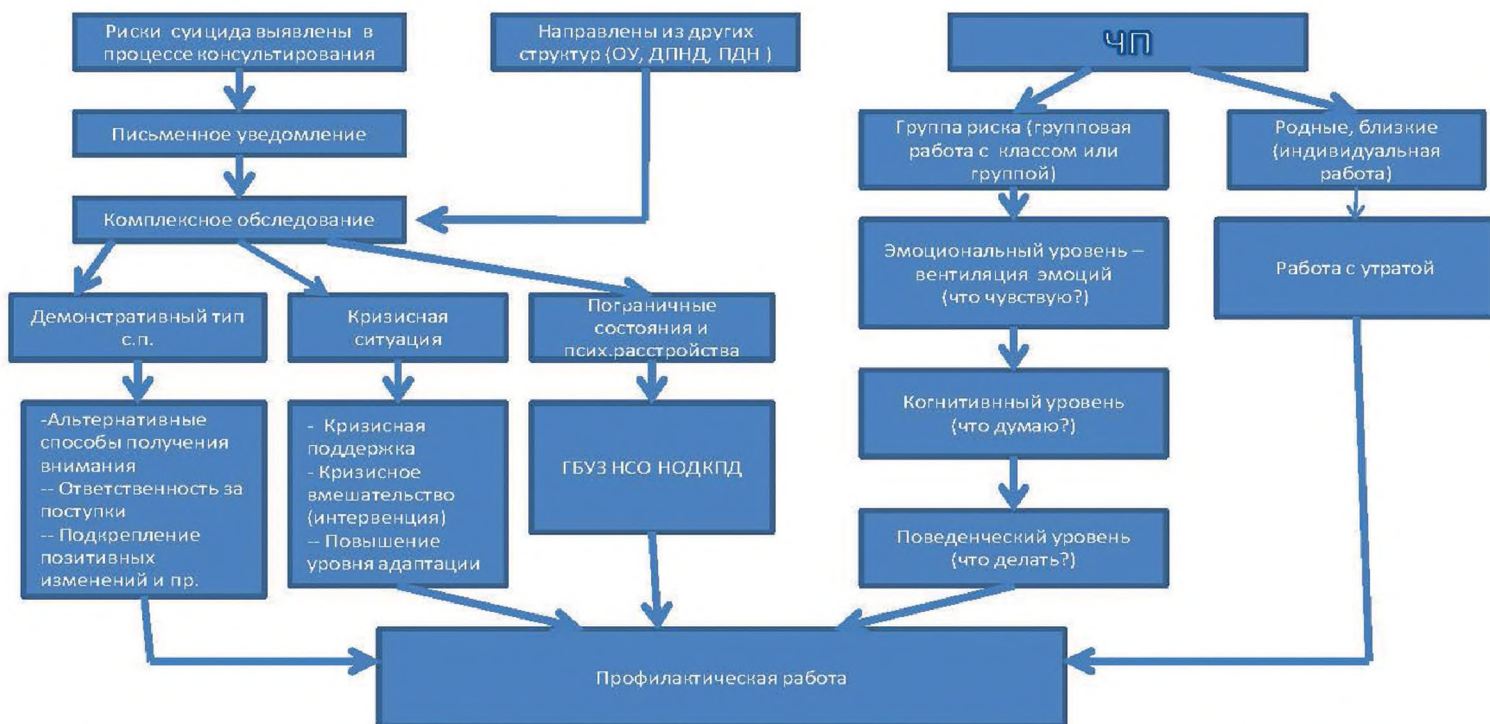 Риски суицида выявлены в
процессе консультирования
Направлены из других
структур (ОУ, ДПНД, ПДН )
ЧП
Письменное уведомление
Группа риска (групповая
работа с классом или
группой)
Родные, близкие
(индивидуальная
работа)
Комплексное обследование
Эмоциональный уровень –
вентиляция эмоций
(что чувствую?)
Работа с утратой
Демонстративный тип
с.п.
Кризисная
ситуация
Пограничные
состояния и
псих.расстройства
Когнитивнный уровень
(что думаю?)
-Альтернативные
способы получения
внимания
-- Ответственность за
поступки
-- Подкрепление
позитивных
изменений и пр.
- Кризисная
поддержка
- Кризисное
вмешательство
(интервенция)
-- Повышение
уровня адаптации
ГБУЗ НСО НОДКПД
Поведенческий уровень
(что делать?)
Профилактическая работа